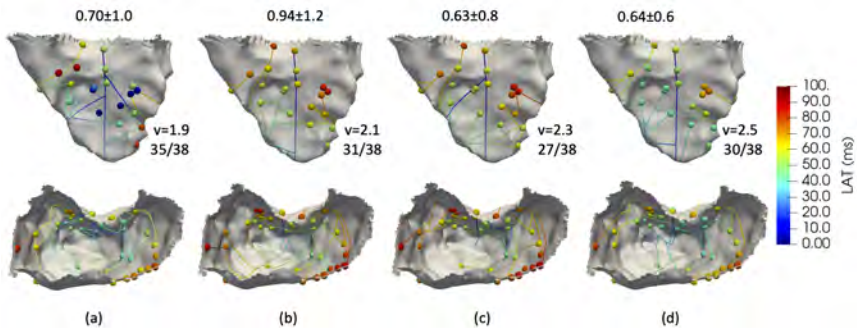 0.70±1.0
0.94±1.2
0.63±0.8
0.64±0.6
v=1.9
35/38
v=2.1
31/38
v=2.3
27/38
v=2.5
30/38
100.
90.0
80.0
70.0
60.0
50.0
40.0
30.0
20.0
10.0
0.00
LAT (ms)
(a)
(b)
(c)
(d)